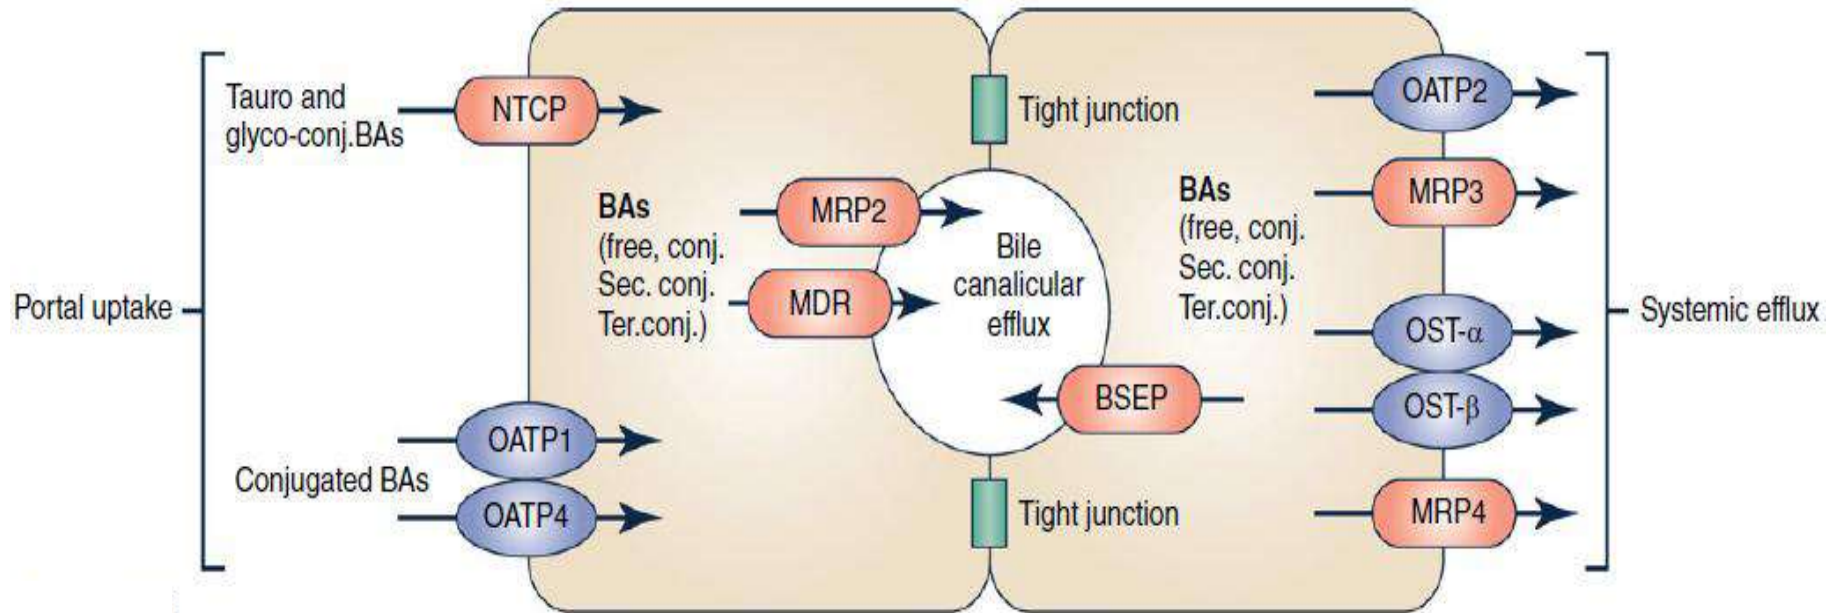 Portal uptake
Tauro and
glyco-conj.BAs
NTCP
Conjugated BAs
OATP1
OATP4
BAs
(free, conj.
Sec. conj.
Ter.conj.)
MRP2
MDR
Tight junction
Bile
canalicular
efflux
BSEP
Tight junction
BAs
(free, conj.
Sec. conj.
Ter.conj.)
OATP2
MRP3
OST-α
OST-β
MRP4
Systemic efflux